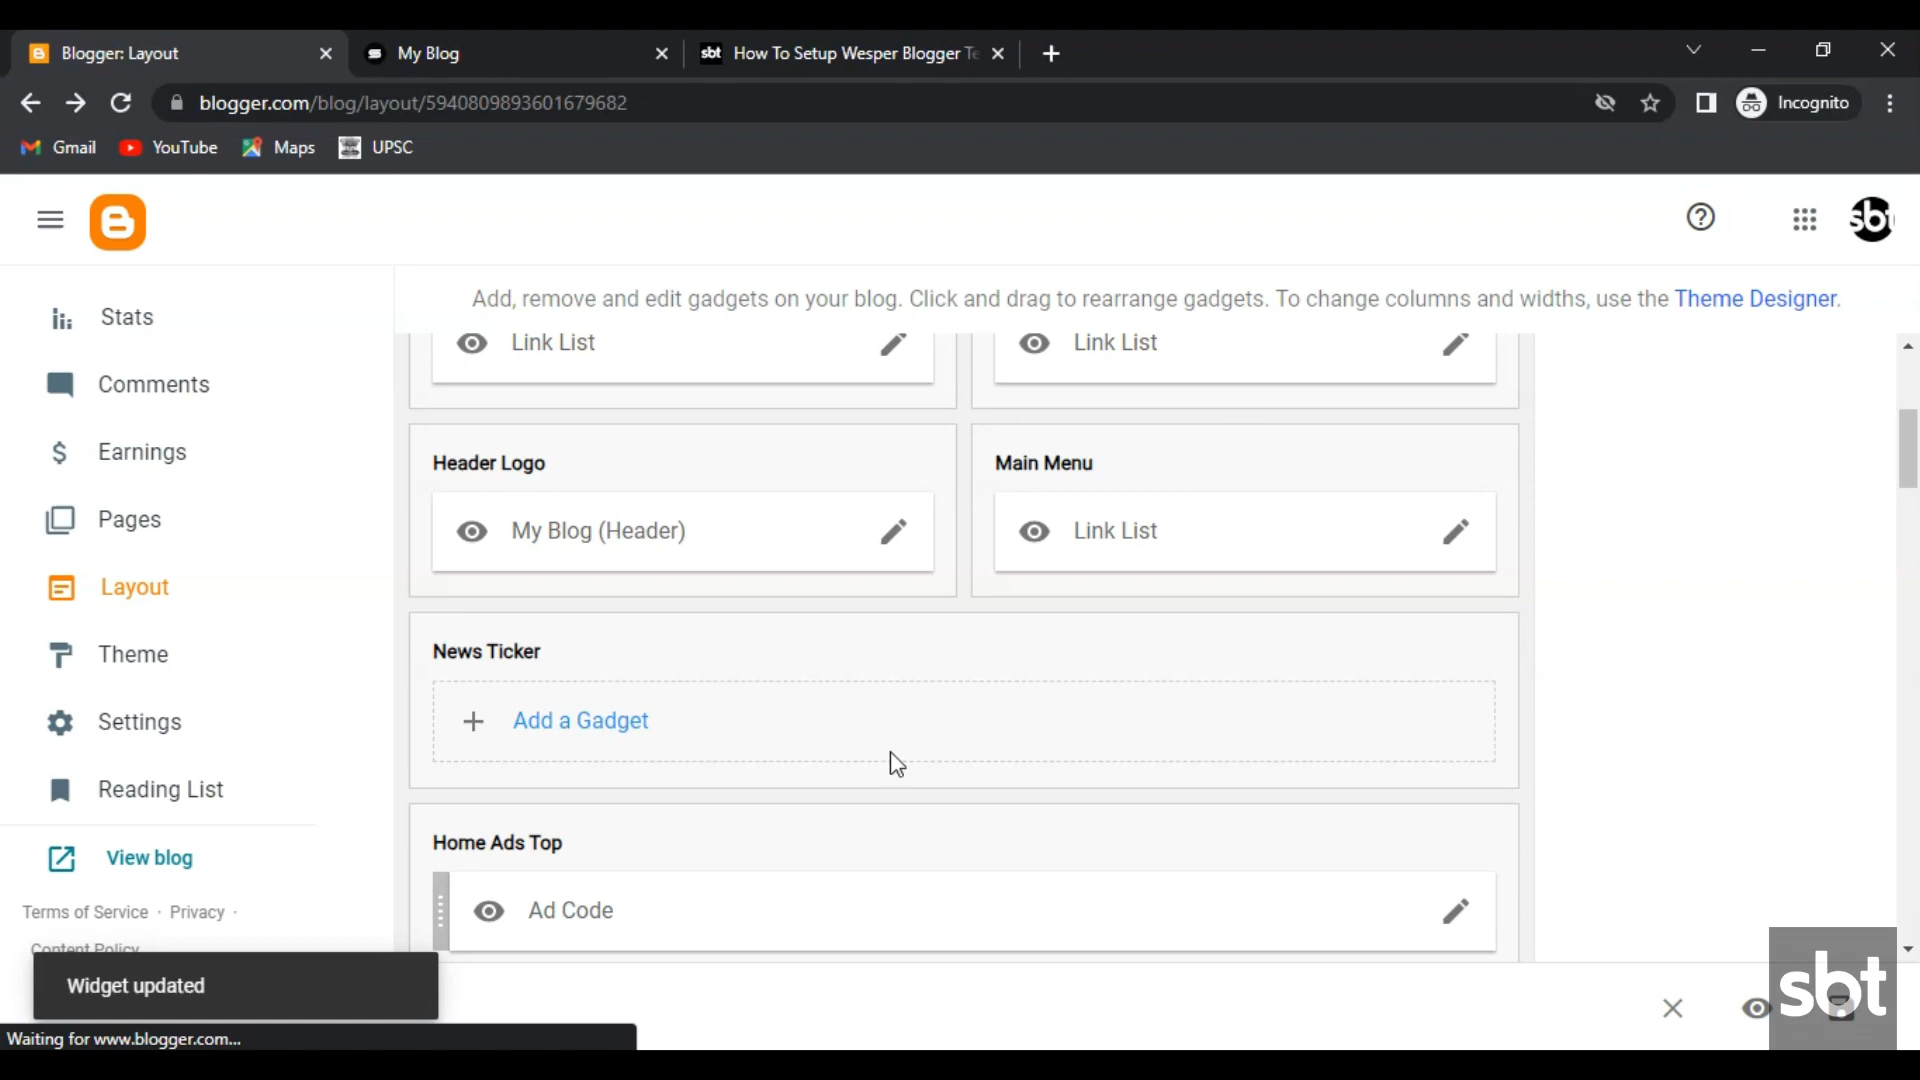 Blogger: Layout
My Blog
sbt How To Setup Wesper Blogger Te
blogger.com/blog/layout/5940809893601679682
Incognito
Gmail YouTube Maps UPSC
sbt
Add, remove and edit gadgets on your blog. Click and drag to rearrange gadgets. To change columns and widths, use the Theme Designer.
Stats
Comments
Earnings
Pages
Layout
Theme
Settings
Reading List
View blog
Terms of Service · Privacy ·
Content Policy
Link List
Link List
Header Logo
My Blog (Header)
Main Menu
Link List
News Ticker
Add a Gadget
Home Ads Top
Ad Code
Widget updated
Waiting for www.blogger.com...
sbt